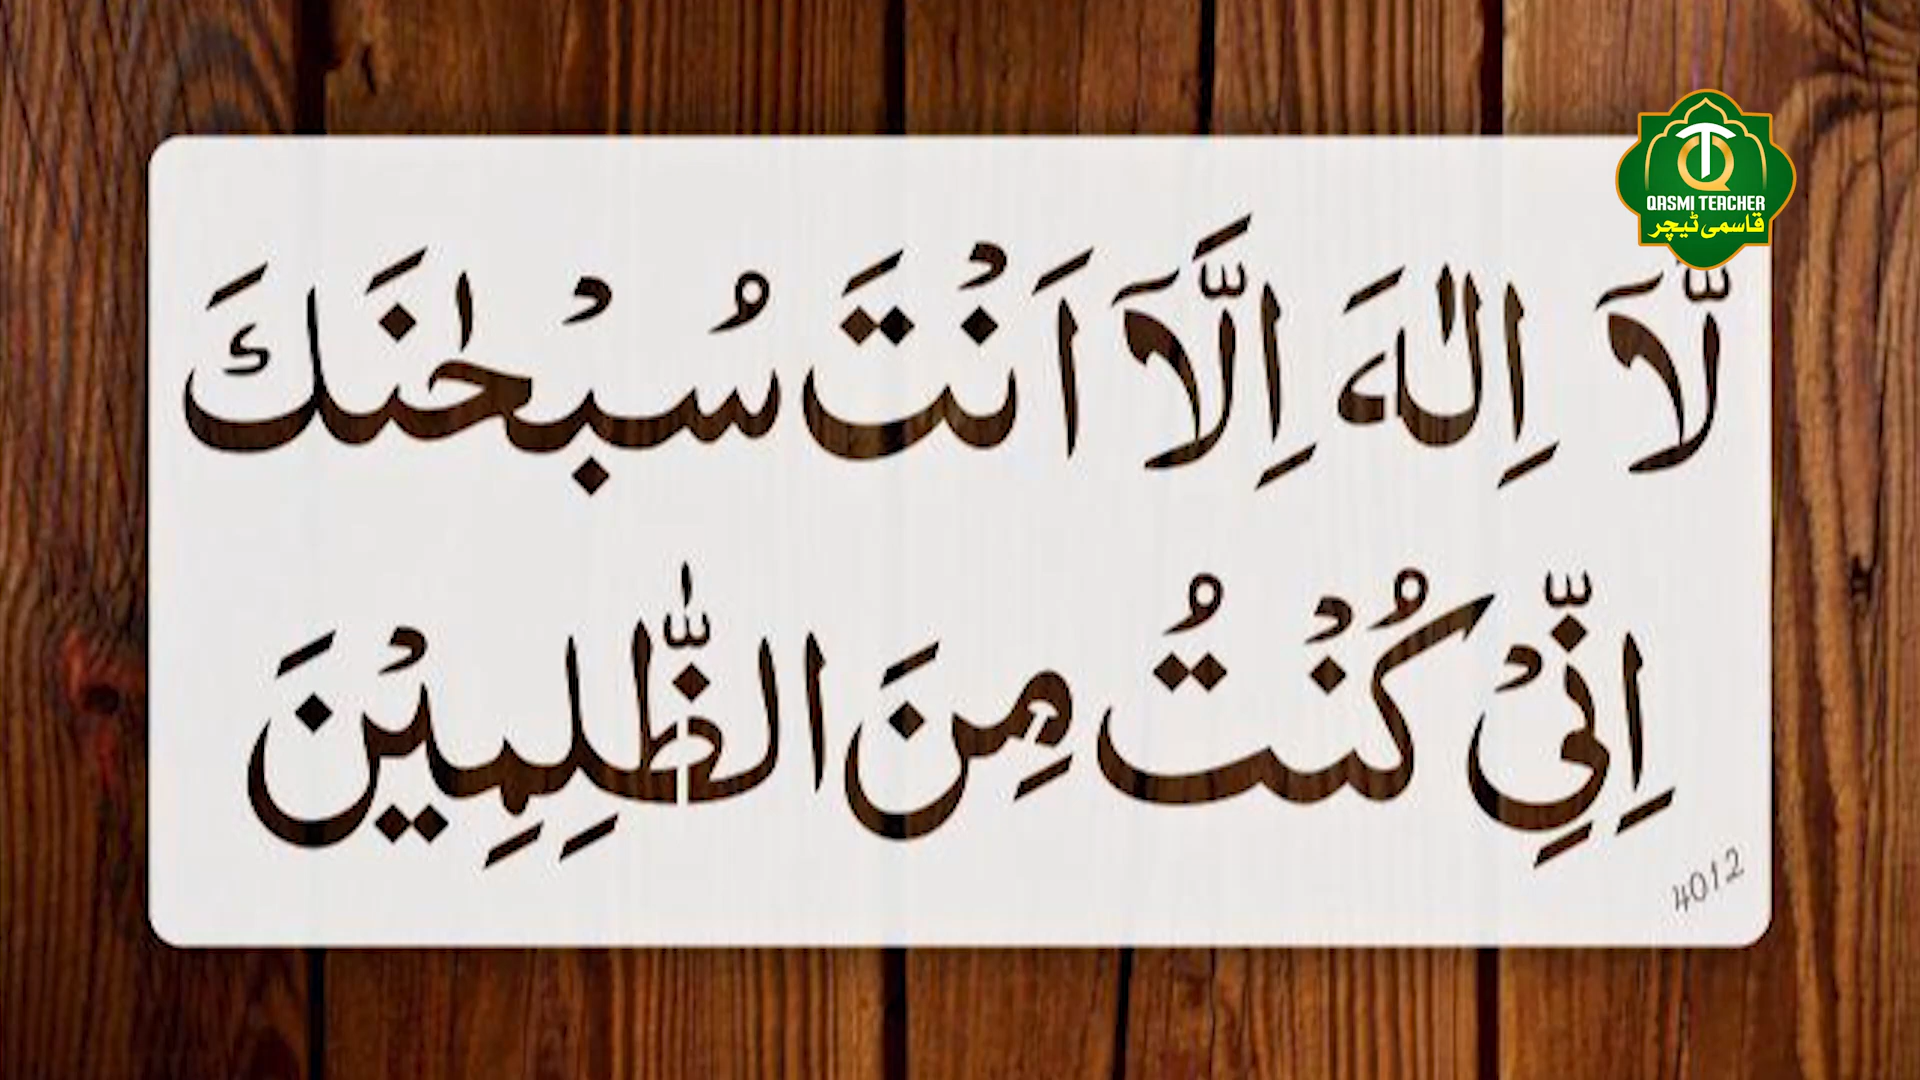 QASMI TEACHER
قاسمی ٹیچر
لَّاۤ اِلٰهَ اِلَّاۤ اَنْتَ سُبْحٰنَكَ
اِنِّیْ كُنْتُ مِنَ الظّٰلِمِیْنَ
4012